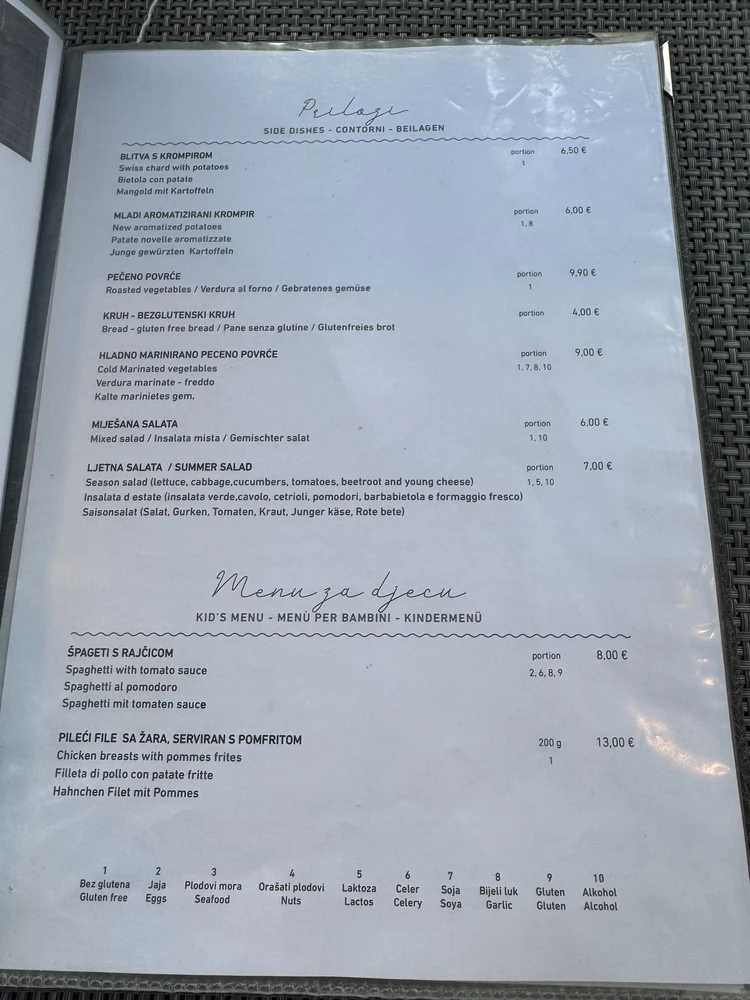 Prilozi
SIDE DISHES - CONTORNI - BEILAGEN
BLITVA S KROMPIROM portion 6,50 €
Swiss chard with potatoes 1
Bietola con patate
Mangold mit Kartoffeln
MLADI AROMATIZIRANI KROMPIR portion 6,00 €
New aromatized potatoes 1, 8
Patate novelle aromatizzate
Junge gewürzten Kartoffeln
PEČENO POVRĆE portion 9,90 €
Roasted vegetables / Verdura al forno / Gebratenes gemüse 1
KRUH - BEZGLUTENSKI KRUH portion 4,00 €
Bread - gluten free bread / Pane senza glutine / Glutenfreies brot
HLADNO MARINIRANO PECENO POVRĆE portion 9,00 €
Cold Marinated vegetables 1, 7, 8, 10
Verdura marinate - freddo
Kalte marinietes gem.
MIJEŠANA SALATA portion 6,00 €
Mixed salad / Insalata mista / Gemischter salat 1, 10
LJETNA SALATA / SUMMER SALAD portion 7,00 €
Season salad (lettuce, cabbage,cucumbers, tomatoes, beetroot and young cheese) 1, 5, 10
Insalata d estate (insalata verde,cavolo, cetrioli, pomodori, barbabietola e formaggio fresco)
Saisonsalat (Salat, Gurken, Tomaten, Kraut, Junger käse, Rote bete)
Menu za djecu
KID'S MENU - MENÙ PER BAMBINI - KINDERMENÜ
ŠPAGETI S RAJČICOM portion 8,00 €
Spaghetti with tomato sauce 2, 6, 8, 9
Spaghetti al pomodoro
Spaghetti mit tomaten sauce
PILEĆI FILE SA ŽARA, SERVIRAN S POMFRITOM 200 g 13,00 €
Chicken breasts with pommes frites 1
Filleta di pollo con patate fritte
Hahnchen Filet mit Pommes
1 2 3 4 5 6 7 8 9 10
Bez glutena Jaja Plodovi mora Orašati plodovi Laktoza Celer Soja Bijeli luk Gluten Alkohol
Gluten free Eggs Seafood Nuts Lactos Celery Soya Garlic Gluten Alcohol